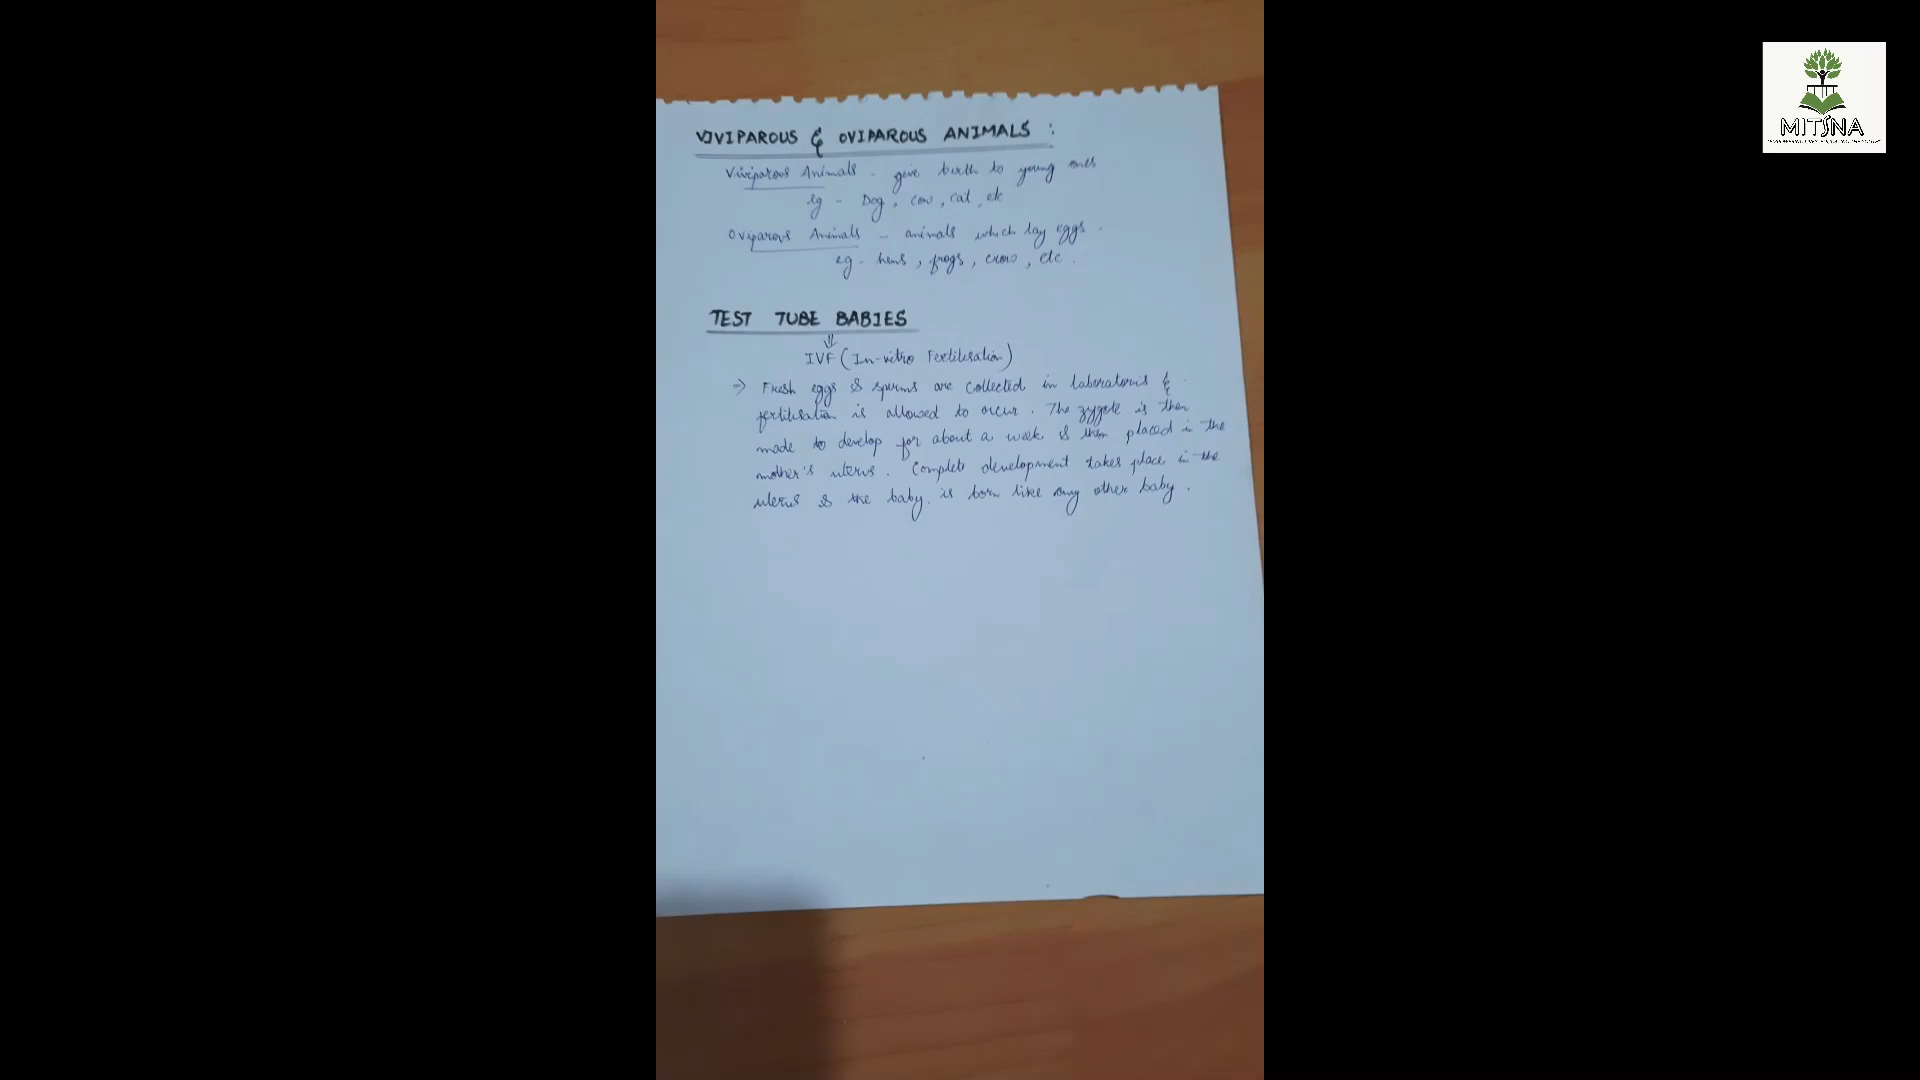 VIVIPAROUS & OVIPAROUS ANIMALS :
Viviparous Animals - give birth to young ones
eg - Dog, cow, cat, etc
Oviparous Animals - animals which lay eggs.
eg - hens, frogs, crow, etc.
TEST TUBE BABIES
⇓
IVF (In-vitro Fertilisation)
→ Fresh eggs & sperms are collected in laboratoris &
fertilisation is allowed to occur. The zygote is then
made to develop for about a week & then placed in the
mother's uterus. Complete development takes place in the
uterus & the baby is born like any other baby.
MITSNA